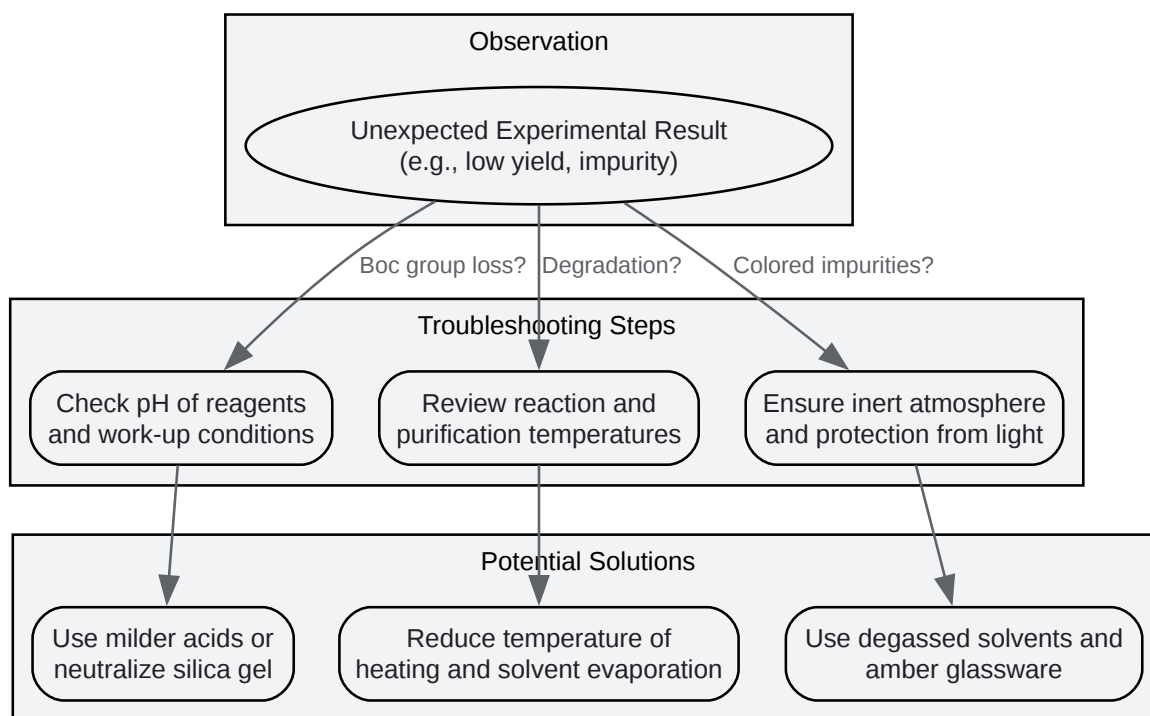 Observation
Unexpected Experimental Result
(e.g., low yield, impurity)
Boc group loss?
Degradation?
Colored impurities?
Troubleshooting Steps
Check pH of reagents
and work-up conditions
Review reaction and
purification temperatures
Ensure inert atmosphere
and protection from light
Potential Solutions
Use milder acids or
neutralize silica gel
Reduce temperature of
heating and solvent evaporation
Use degassed solvents and
amber glassware